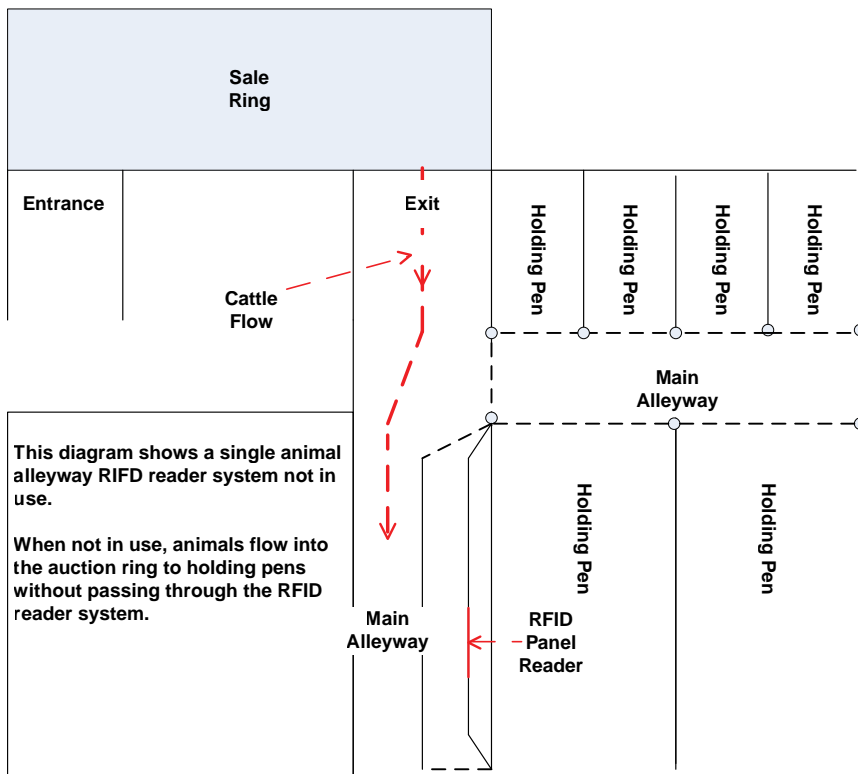 Sale
Ring
Entrance
Exit
Holding Pen
Holding Pen
Holding Pen
Holding Pen
Cattle
Flow
Main
Alleyway
This diagram shows a single animal
alleyway RIFD reader system not in
use.
When not in use, animals flow into
the auction ring to holding pens
without passing through the RFID
reader system.
Holding Pen
Holding Pen
Main
Alleyway
RFID
Panel
Reader